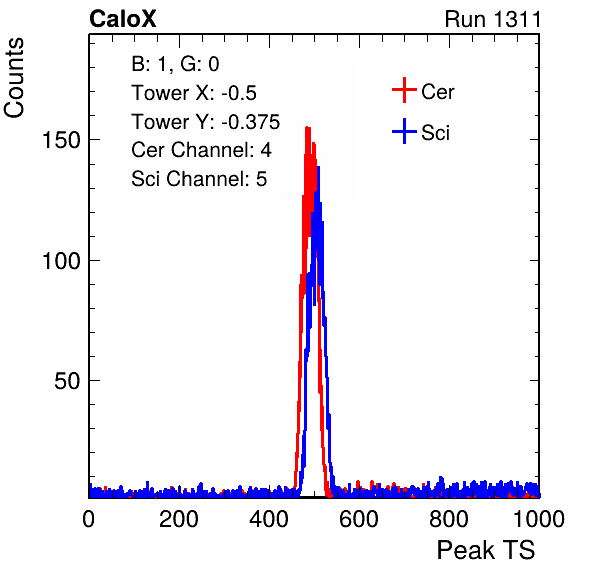 CaloX Run 1311
Counts
B: 1, G: 0
Tower X: -0.5
Tower Y: -0.375
Cer Channel: 4
Sci Channel: 5
Cer
Sci
150
100
50
0 200 400 600 800 1000
Peak TS